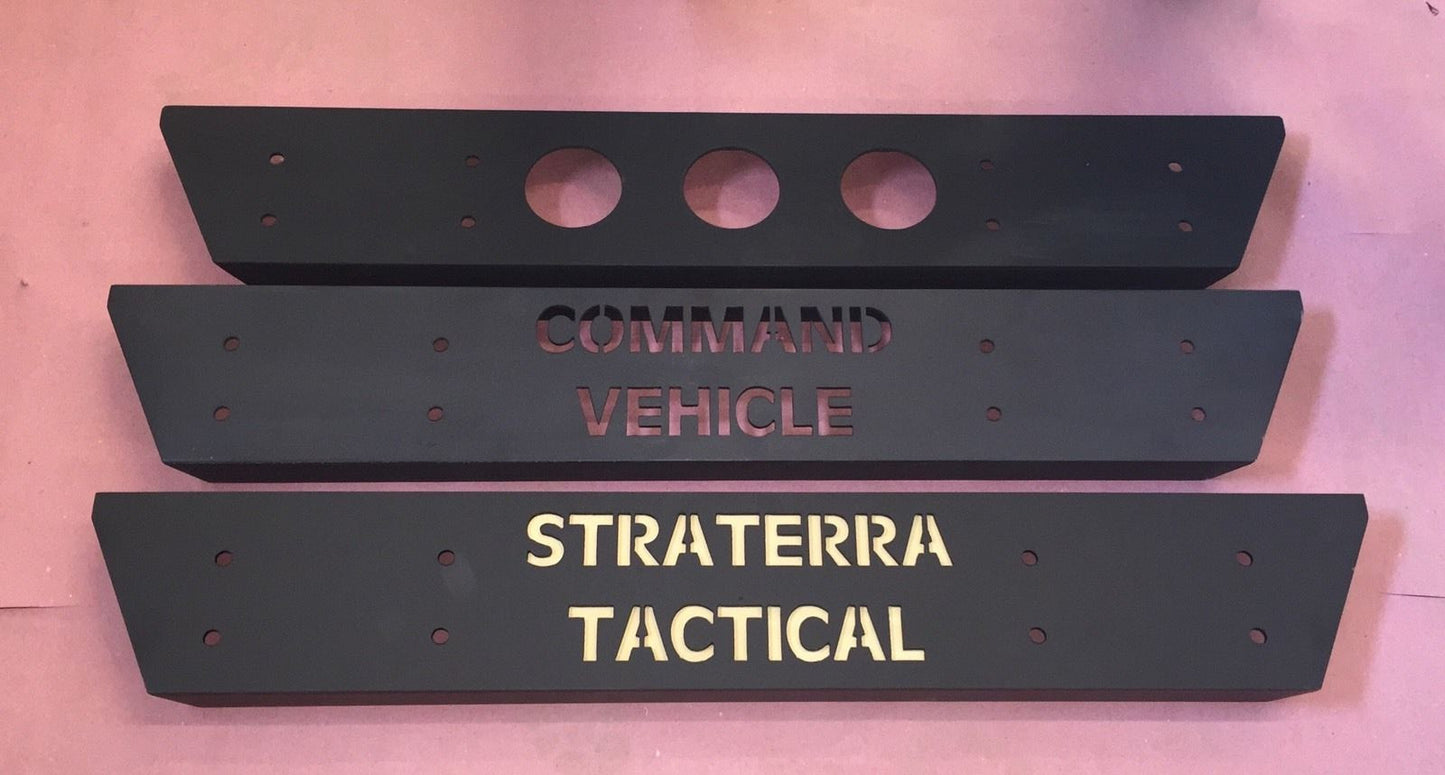 COMMAND
VEHICLE
STRATERRA
TACTICAL